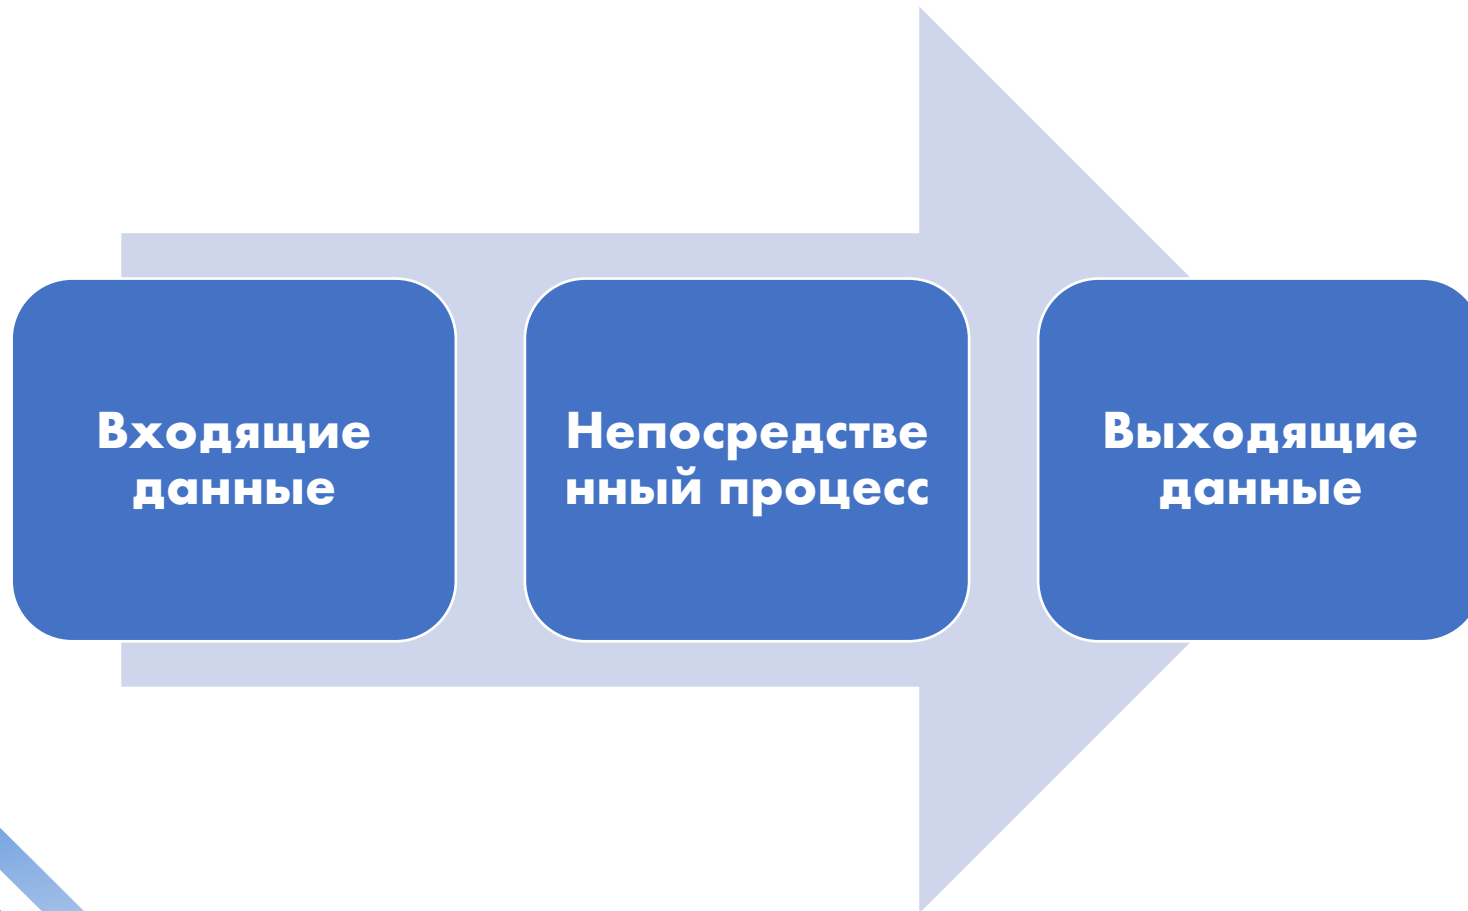 Входящие
данные
Непосредстве
нный процесс
Выходящие
данные